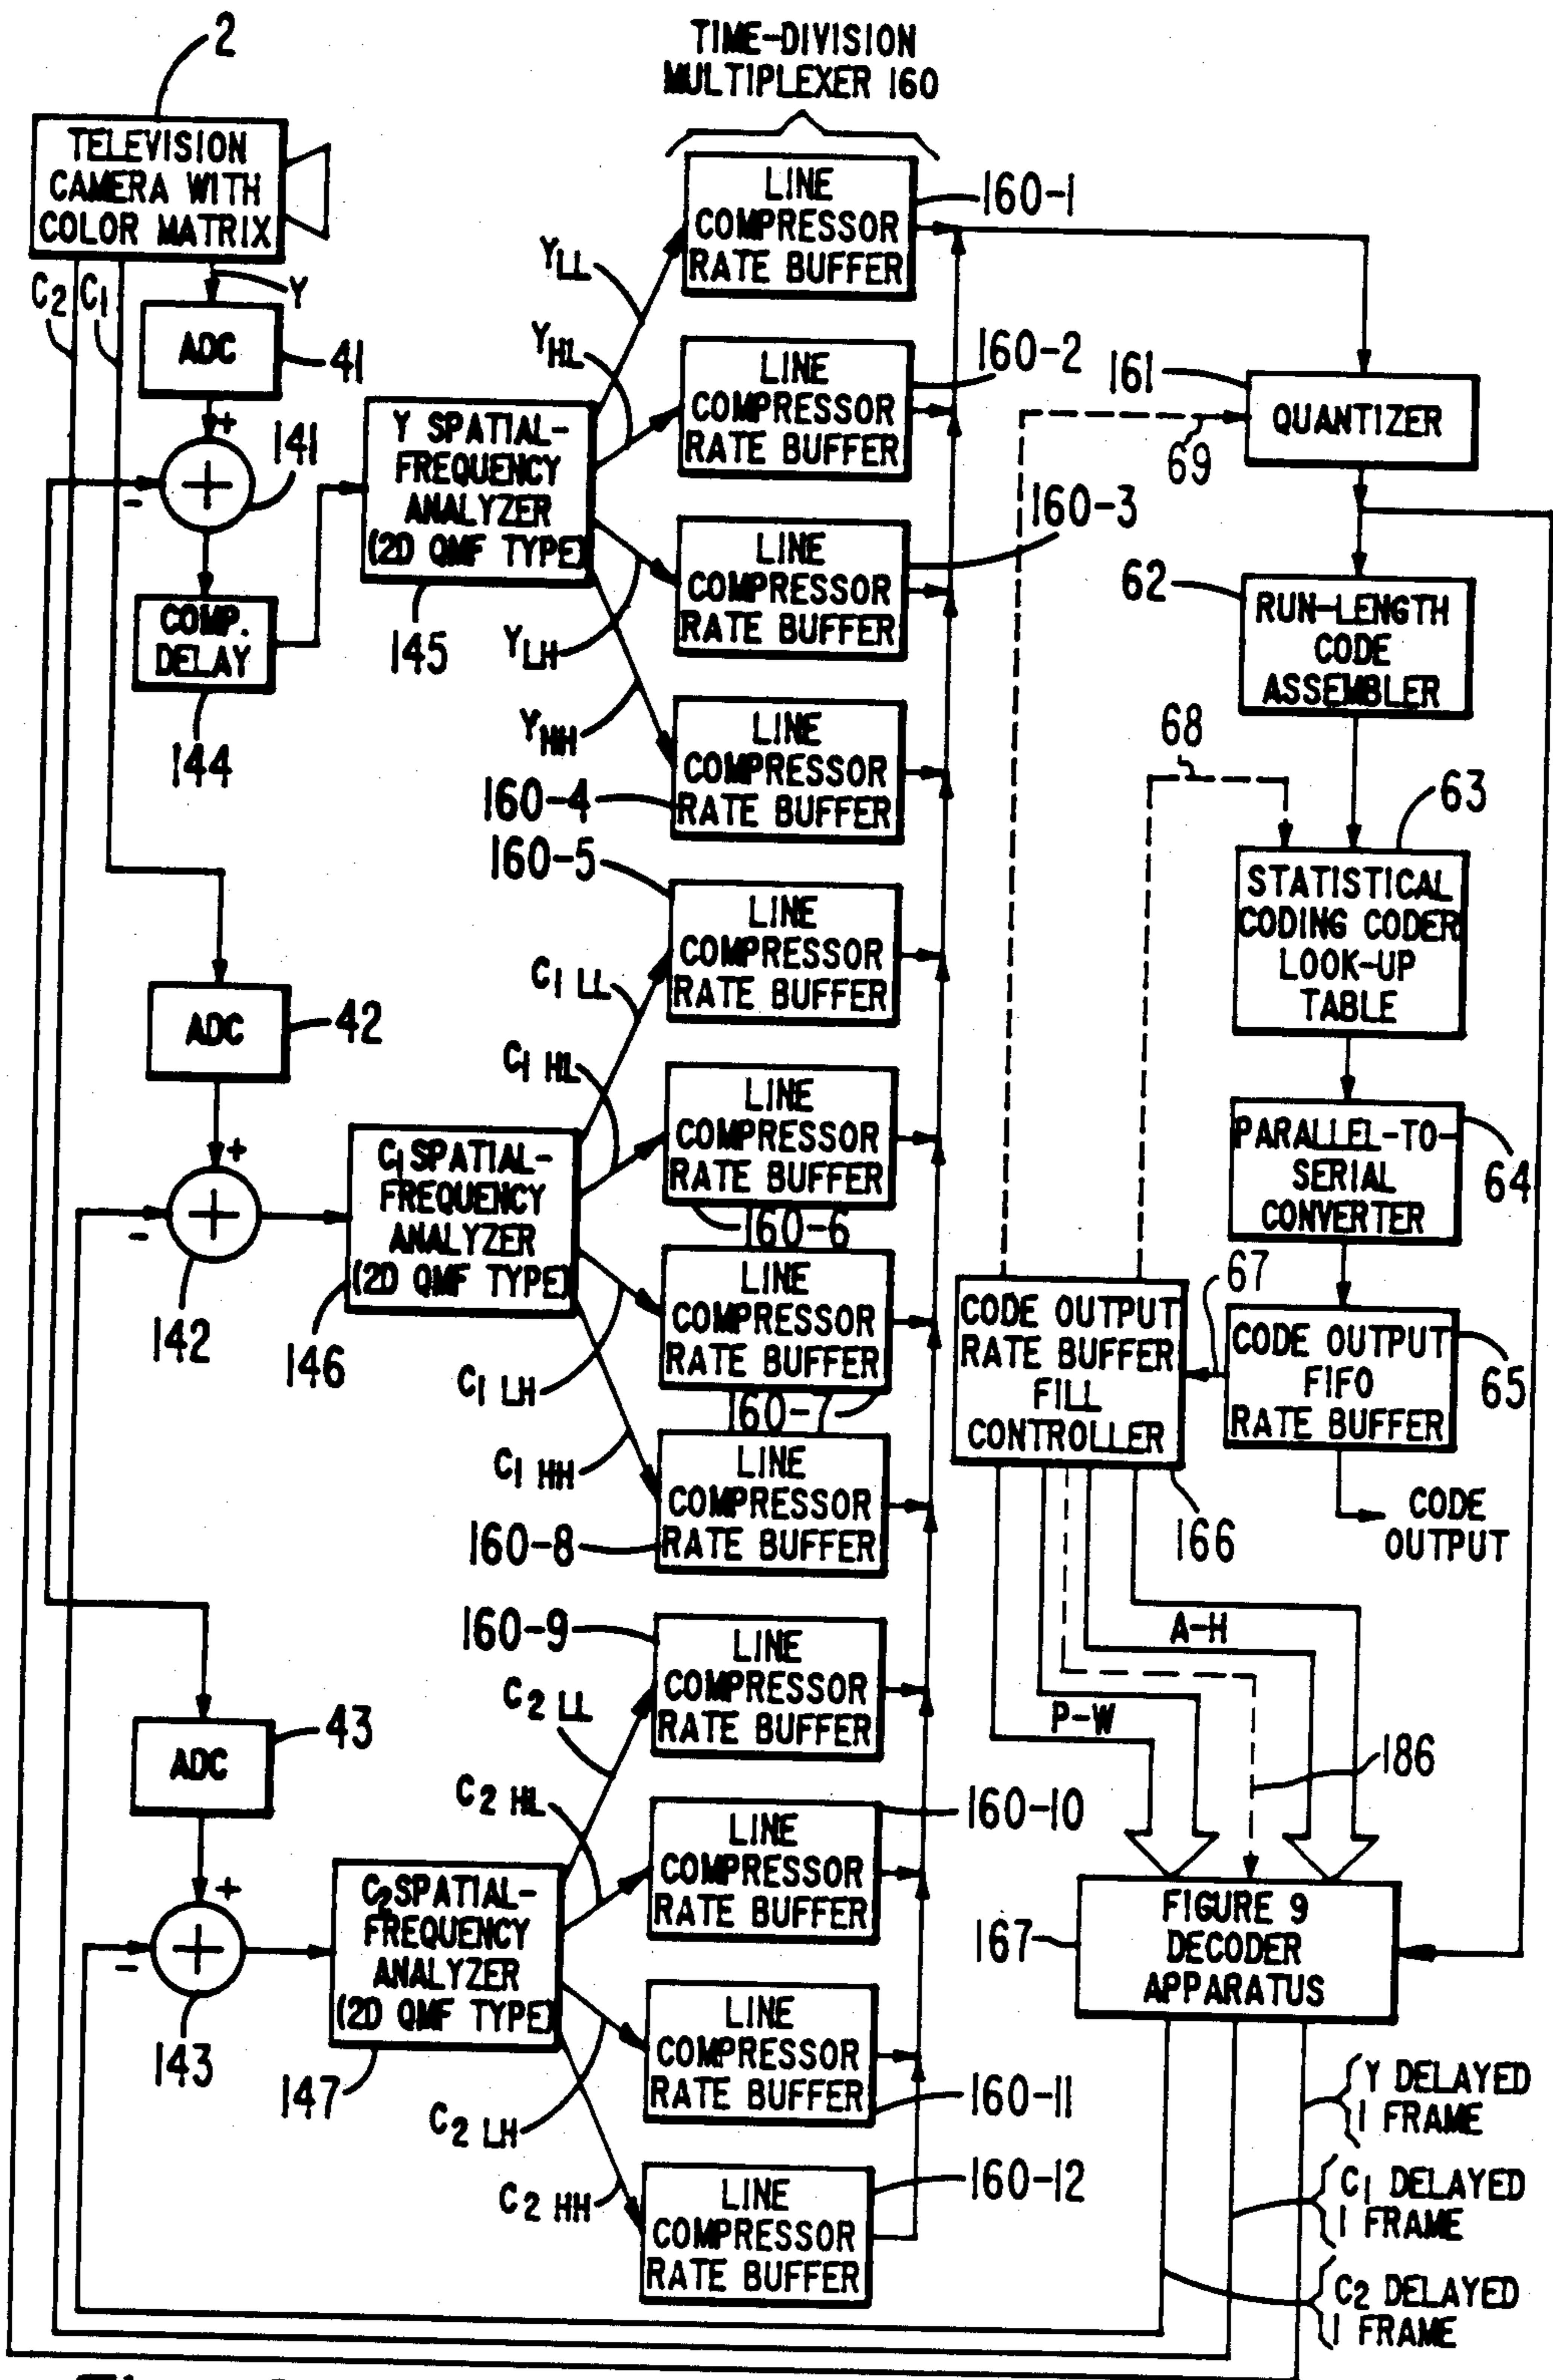 2
TIME-DIVISION
MULTIPLEXER 160
TELEVISION
CAMERA WITH
COLOR MATRIX
C2
C1
Y
ADC
41
+
141
+
-
COMP.
DELAY
144
Y SPATIAL-
FREQUENCY
ANALYZER
(2D QMF TYPE)
145
YLL
YHL
YLH
YHH
LINE
COMPRESSOR
RATE BUFFER
160-1
LINE
COMPRESSOR
RATE BUFFER
160-2
LINE
COMPRESSOR
RATE BUFFER
160-3
LINE
COMPRESSOR
RATE BUFFER
160-4
160-5
LINE
COMPRESSOR
RATE BUFFER
ADC
42
+
+
-
142
C1 SPATIAL-
FREQUENCY
ANALYZER
(2D QMF TYPE)
146
C1 LL
C1 HL
C1 LH
C1 HH
LINE
COMPRESSOR
RATE BUFFER
160-6
LINE
COMPRESSOR
RATE BUFFER
160-7
LINE
COMPRESSOR
RATE BUFFER
160-8
ADC
43
+
+
-
143
C2 SPATIAL-
FREQUENCY
ANALYZER
(2D QMF TYPE)
147
C2 LL
C2 HL
C2 LH
C2 HH
160-9
LINE
COMPRESSOR
RATE BUFFER
LINE
COMPRESSOR
RATE BUFFER
160-10
LINE
COMPRESSOR
RATE BUFFER
160-11
LINE
COMPRESSOR
RATE BUFFER
160-12
161
QUANTIZER
69
62
RUN-LENGTH
CODE
ASSEMBLER
68
63
STATISTICAL
CODING CODER
LOOK-UP
TABLE
PARALLEL-TO-
SERIAL
CONVERTER
64
67
CODE OUTPUT
RATE BUFFER
FILL
CONTROLLER
166
CODE OUTPUT
FIFO
RATE BUFFER
65
CODE
OUTPUT
A-H
P-W
186
167
FIGURE 9
DECODER
APPARATUS
Y DELAYED
1 FRAME
C1 DELAYED
1 FRAME
C2 DELAYED
1 FRAME